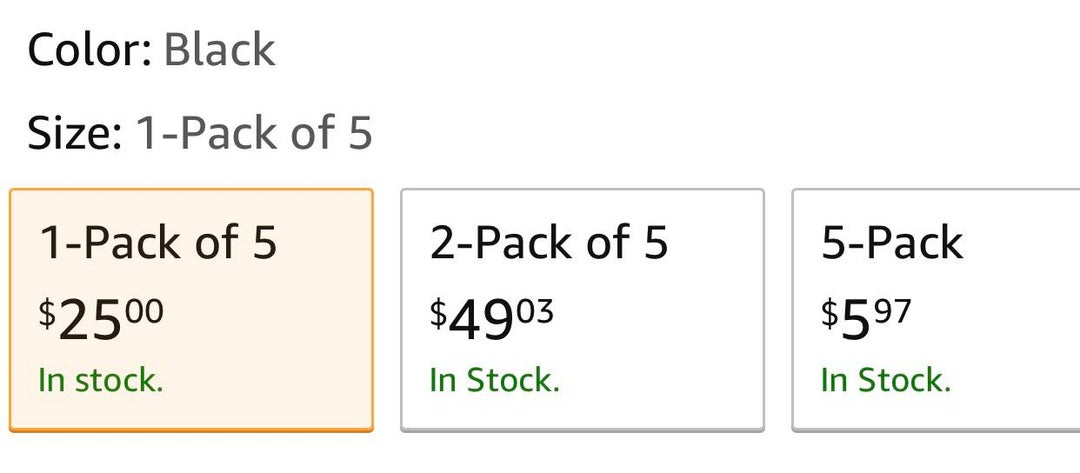 Color: Black
Size: 1-Pack of 5
1-Pack of 5
$25 00
In stock.
2-Pack of 5
$49 03
In Stock.
5-Pack
$5 97
In Stock.